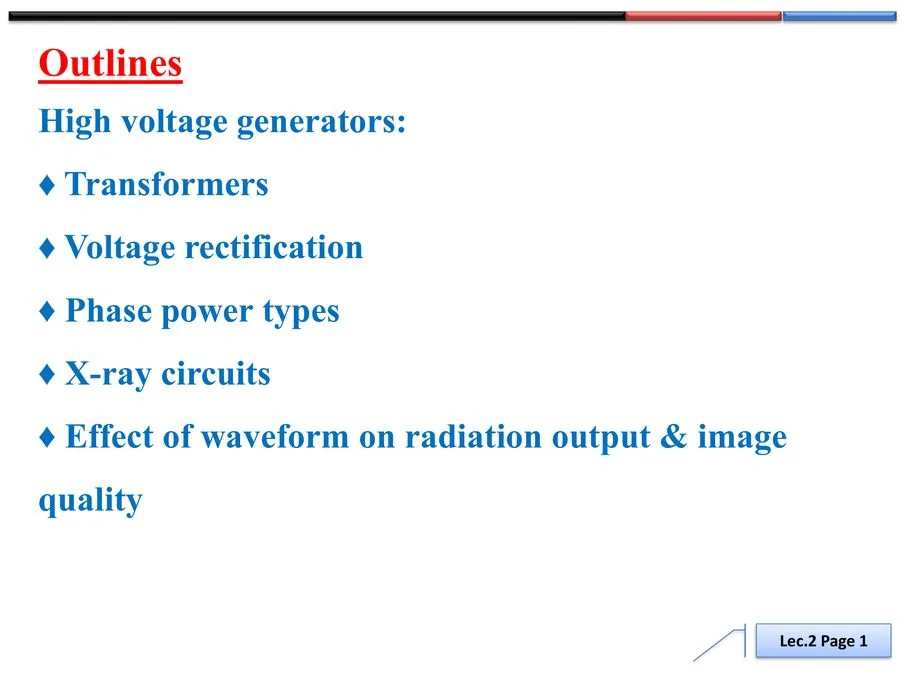 Outlines
High voltage generators:
♦ Transformers
♦ Voltage rectification
♦ Phase power types
♦ X-ray circuits
♦ Effect of waveform on radiation output & image
quality
Lec.2 Page 1